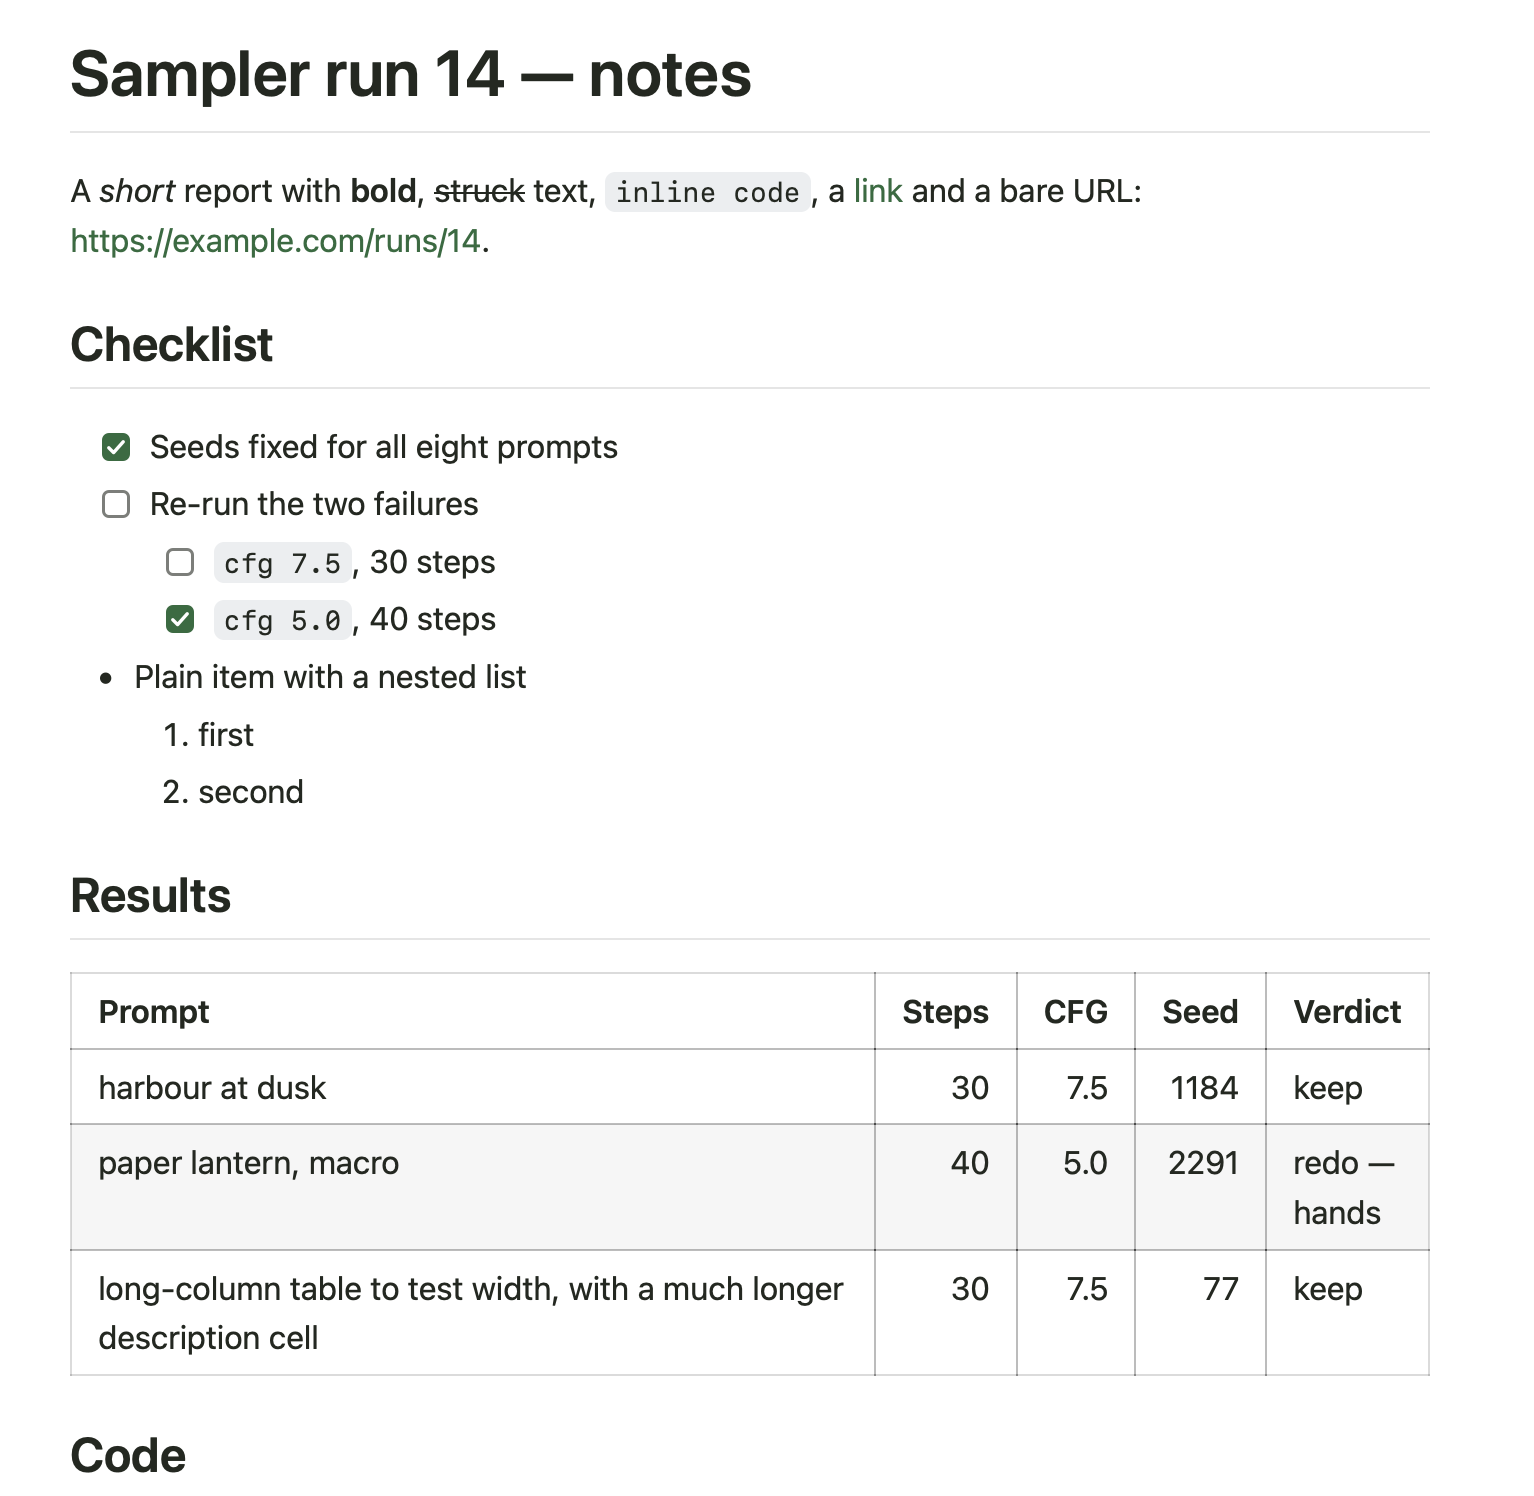 Sampler run 14 — notes
A short report with bold, struck text, inline code, a link and a bare URL:
https://example.com/runs/14.
Checklist
Seeds fixed for all eight prompts
Re-run the two failures
cfg 7.5, 30 steps
cfg 5.0, 40 steps
• Plain item with a nested list
1. first
2. second
Results
Prompt Steps CFG Seed Verdict
harbour at dusk 30 7.5 1184 keep
paper lantern, macro 40 5.0 2291 redo —
hands
long-column table to test width, with a much longer 30 7.5 77 keep
description cell
Code